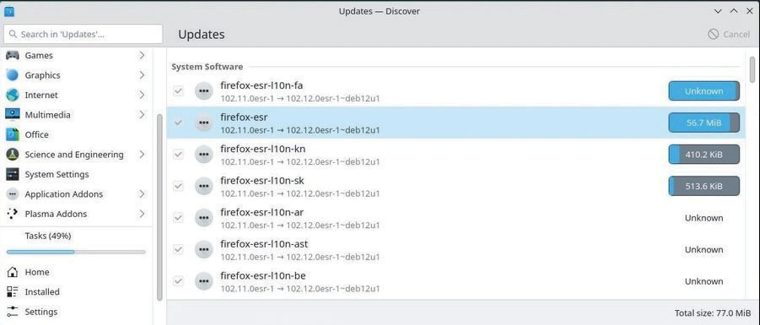 Updates — Discover
Search in 'Updates'...
Updates
Cancel
Games
Graphics
Internet
Multimedia
Office
Science and Engineering
System Settings
Application Addons
Plasma Addons
Tasks (49%)
Home
Installed
Settings
System Software
firefox-esr-l10n-fa
102.11.0esr-1 → 102.12.0esr-1~deb12u1
Unknown
firefox-esr
102.11.0esr-1 → 102.12.0esr-1~deb12u1
56.7 MiB
firefox-esr-l10n-kn
102.11.0esr-1 → 102.12.0esr-1~deb12u1
410.2 KiB
firefox-esr-l10n-sk
102.11.0esr-1 → 102.12.0esr-1~deb12u1
513.6 KiB
firefox-esr-l10n-ar
102.11.0esr-1 → 102.12.0esr-1~deb12u1
Unknown
firefox-esr-l10n-ast
102.11.0esr-1 → 102.12.0esr-1~deb12u1
Unknown
firefox-esr-l10n-be
102.11.0esr-1 → 102.12.0esr-1~deb12u1
Unknown
Total size: 77.0 MiB